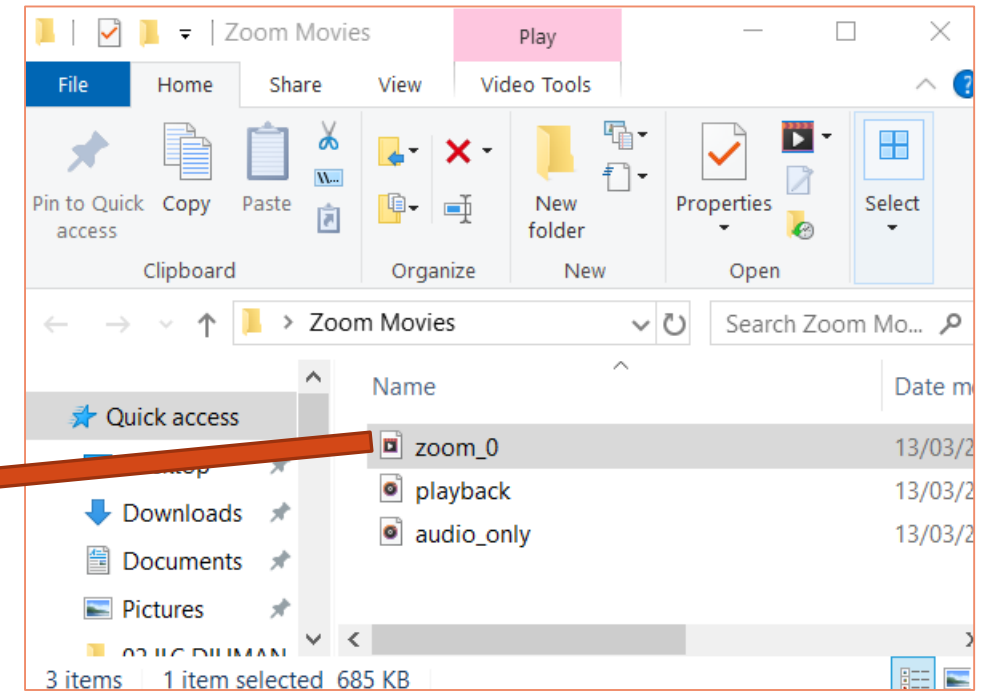 Zoom Movies
Play
File Home Share View Video Tools
Pin to Quick access
Copy
Paste
W...
New folder
Properties
Select
Clipboard Organize New Open
Zoom Movies
Search Zoom Mo...
Name Date m
Quick access
zoom_0 13/03/2
playback 13/03/2
Downloads
audio_only 13/03/2
Documents
Pictures
3 items 1 item selected 685 KB